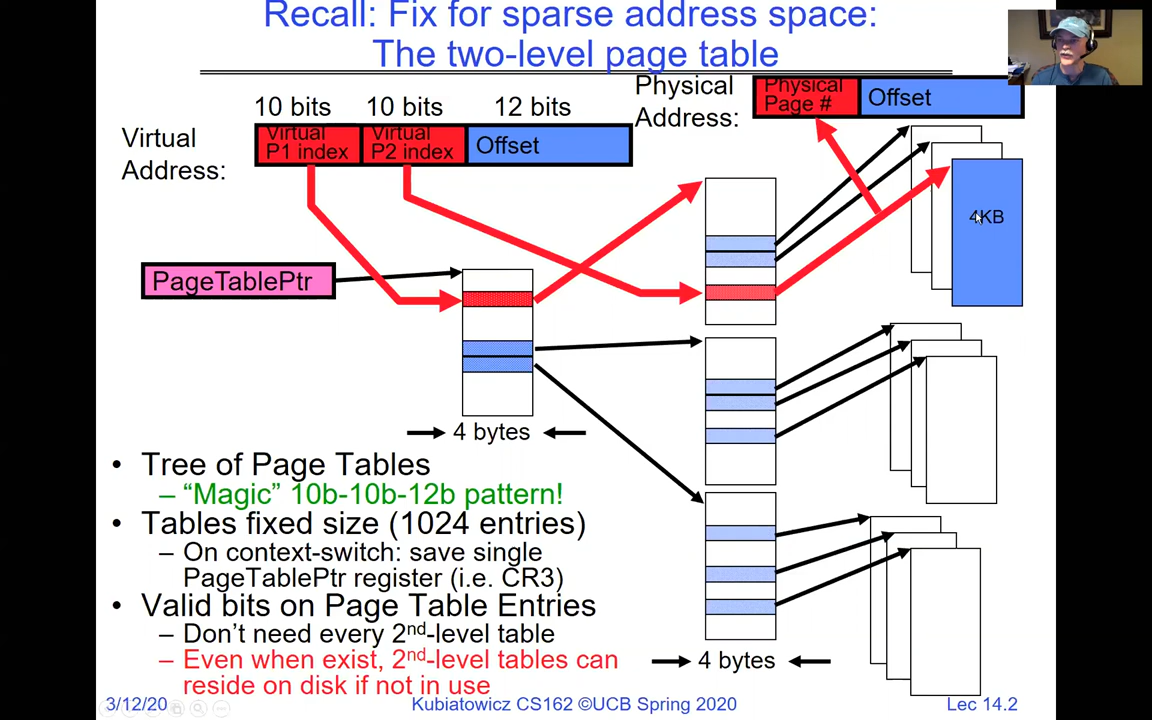 Recall: Fix for sparse address space:
The two-level page table
10 bits
10 bits
12 bits
Virtual
Address:
Virtual
P1 index
Virtual
P2 index
Offset
Physical
Address:
Physical
Page #
Offset
4KB
PageTablePtr
4 bytes
• Tree of Page Tables
– “Magic” 10b-10b-12b pattern!
• Tables fixed size (1024 entries)
– On context-switch: save single
PageTablePtr register (i.e. CR3)
• Valid bits on Page Table Entries
– Don’t need every 2nd-level table
– Even when exist, 2nd-level tables can
reside on disk if not in use
4 bytes
3/12/20
Kubiatowicz CS162 ©UCB Spring 2020
Lec 14.2